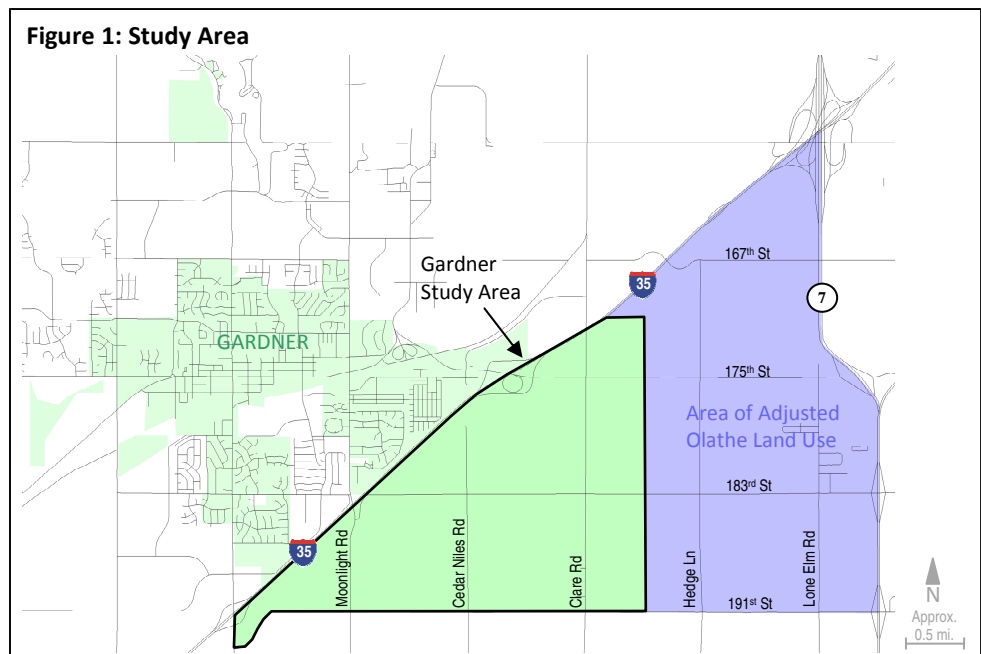 Figure 1: Study Area
167th St
Gardner
Study Area
35
7
GARDNER
175th St
Area of Adjusted
Olathe Land Use
183rd St
35
Moonlight Rd
Cedar Niles Rd
Clare Rd
Hedge Ln
Lone Elm Rd
191st St
N
Approx.
0.5 mi.